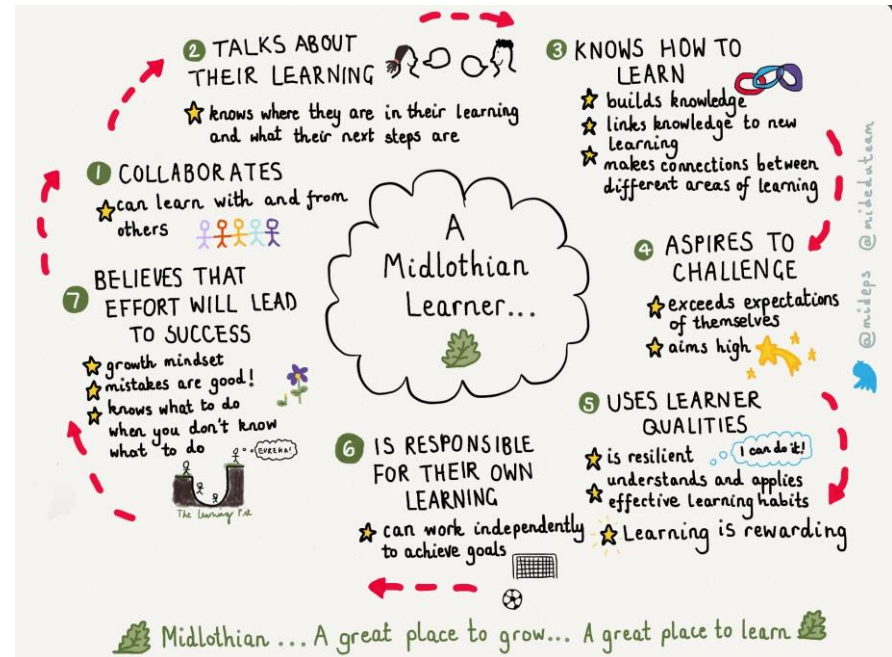 A
Midlothian
Learner...
1 COLLABORATES
can learn with and from
others
2 TALKS ABOUT
THEIR LEARNING
knows where they are in their learning
and what their next steps are
3 KNOWS HOW TO
LEARN
builds knowledge
links knowledge to new
learning
makes connections between
different areas of learning
4 ASPIRES TO
CHALLENGE
exceeds expectations
of themselves
aims high
5 USES LEARNER
QUALITIES
is resilient
I can do it!
understands and applies
effective learning habits
Learning is rewarding
6 IS RESPONSIBLE
FOR THEIR OWN
LEARNING
can work independently
to achieve goals
7 BELIEVES THAT
EFFORT WILL LEAD
TO SUCCESS
growth mindset
mistakes are good!
knows what to do
when you don't know
what to do
EUREKA!
The Learning Pit
@mideps @mideduteam
Midlothian ... A great place to grow... A great place to learn